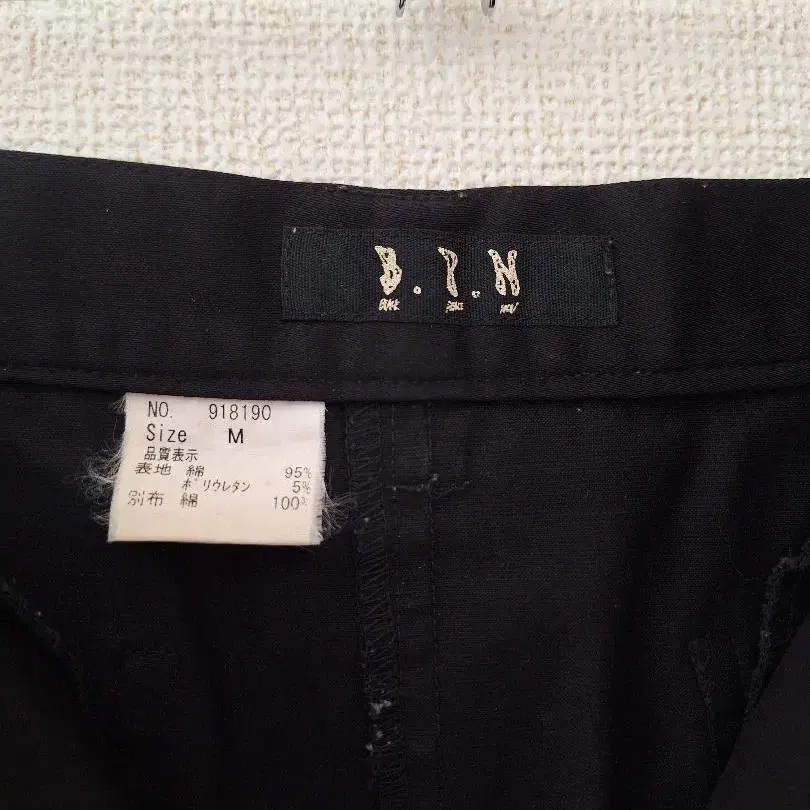 B.P.N
NO. 918190
Size M
品質表示
表地 綿 95%
ポリウレタン 5%
別布 綿 100%